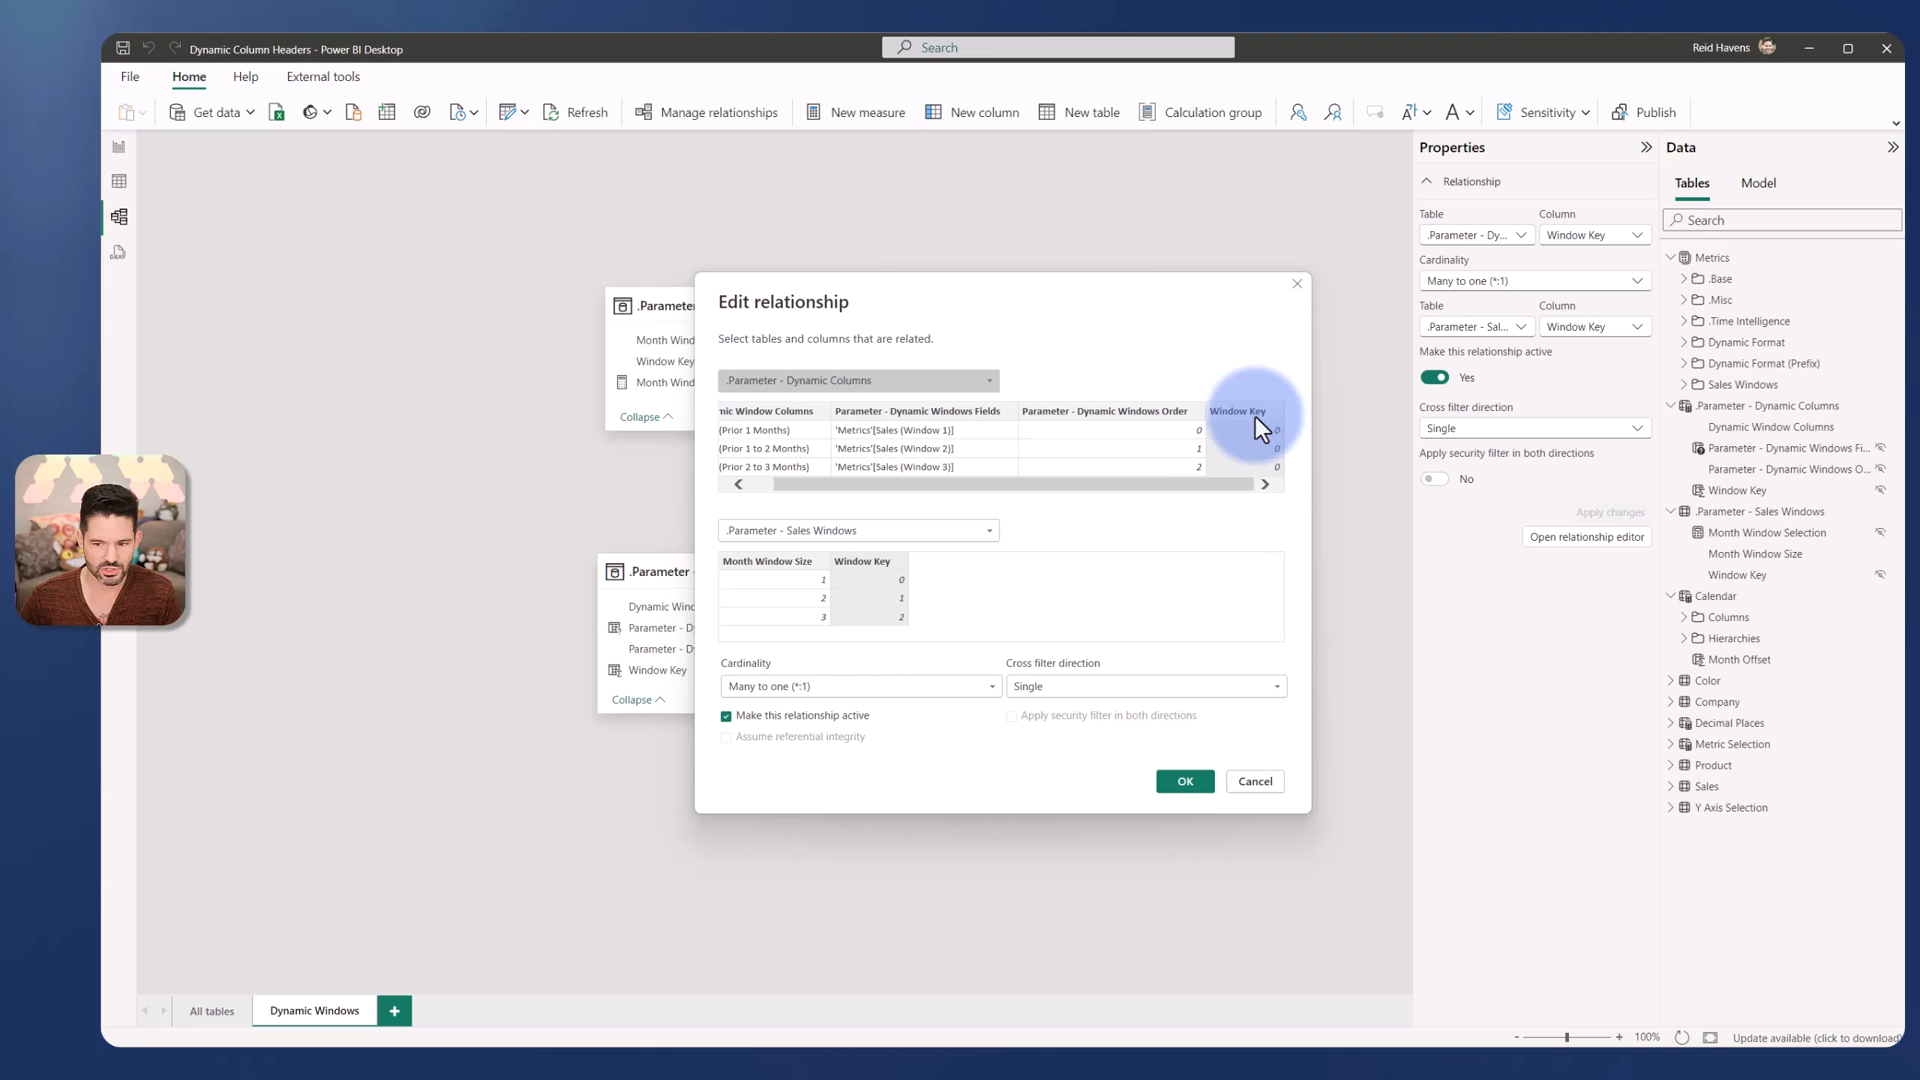 Dynamic Column Headers - Power BI Desktop
Search
Reid Havens
File
Home
Help
External tools
Get data
Refresh
Manage relationships
New measure
New column
New table
Calculation group
Sensitivity
Publish
Properties
Relationship
Table
Column
.Parameter - Dy...
Window Key
Cardinality
Many to one (*:1)
Table
Column
.Parameter - Sal...
Window Key
Make this relationship active
Yes
Cross filter direction
Single
Apply security filter in both directions
No
Apply changes
Open relationship editor
Data
Tables
Model
Search
Metrics
.Base
.Misc
.Time Intelligence
Dynamic Format
Dynamic Format (Prefix)
Sales Windows
.Parameter - Dynamic Columns
Dynamic Window Columns
Parameter - Dynamic Windows Fi...
Parameter - Dynamic Windows O...
Window Key
.Parameter - Sales Windows
Month Window Selection
Month Window Size
Window Key
Calendar
Columns
Hierarchies
Month Offset
Color
Company
Decimal Places
Metric Selection
Product
Sales
Y Axis Selection
.Parameter
Month Wind
Window Key
Month Wind
Collapse
.Parameter -
Dynamic Wind
Parameter - D
Parameter - D
Window Key
Collapse
Edit relationship
Select tables and columns that are related.
.Parameter - Dynamic Columns
mic Window Columns Parameter - Dynamic Windows Fields Parameter - Dynamic Windows Order Window Key
(Prior 1 Months) 'Metrics'[Sales (Window 1)] 0 0
(Prior 1 to 2 Months) 'Metrics'[Sales (Window 2)] 1 0
(Prior 2 to 3 Months) 'Metrics'[Sales (Window 3)] 2 0
.Parameter - Sales Windows
Month Window Size Window Key
1 0
2 1
3 2
Cardinality
Many to one (*:1)
Cross filter direction
Single
Make this relationship active
Apply security filter in both directions
Assume referential integrity
OK
Cancel
All tables
Dynamic Windows
100%
Update available (click to download)